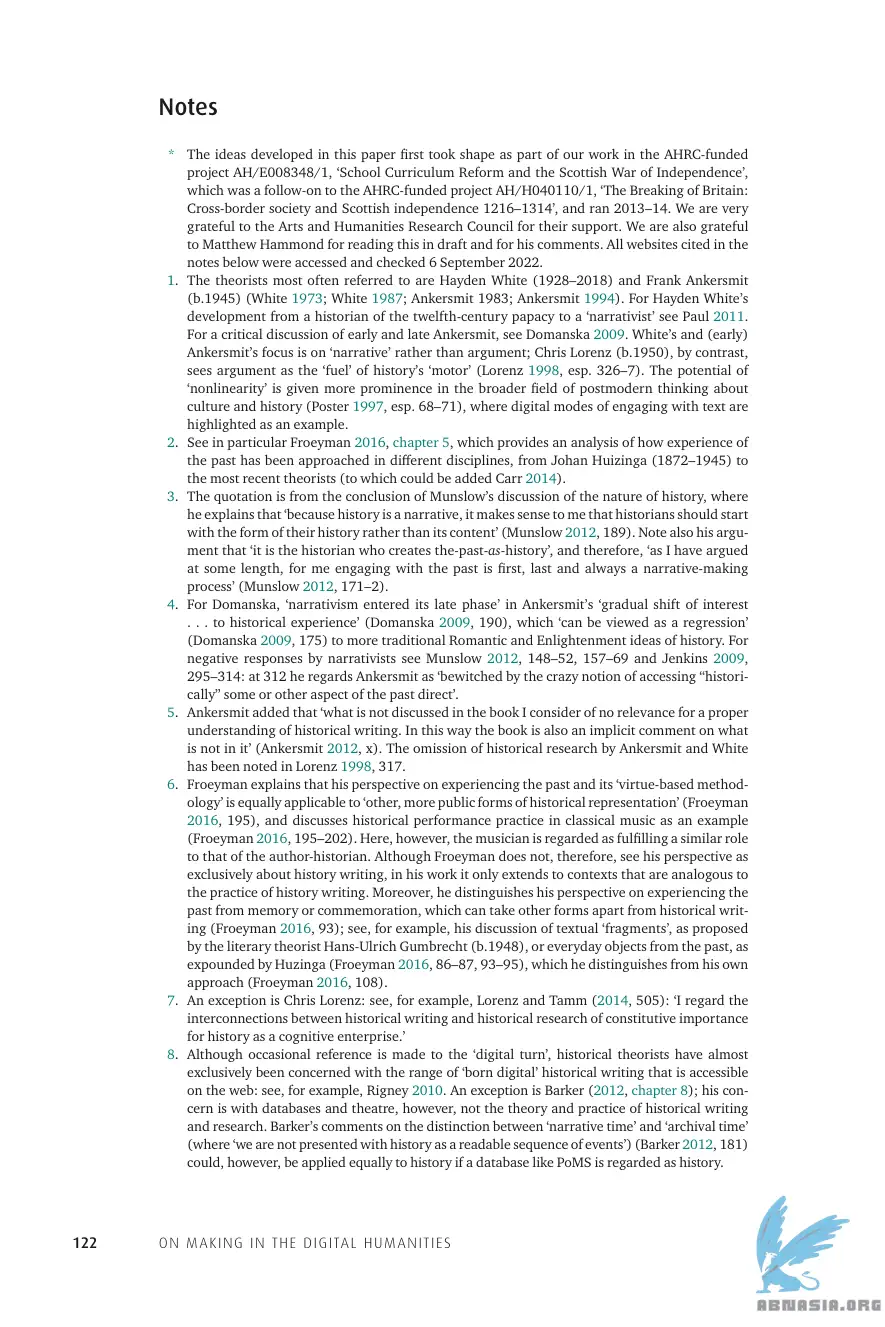 Notes
* The ideas developed in this paper first took shape as part of our work in the AHRC-funded
project AH/E008348/1, ‘School Curriculum Reform and the Scottish War of Independence’,
which was a follow-on to the AHRC-funded project AH/H040110/1, ‘The Breaking of Britain:
Cross-border society and Scottish independence 1216–1314’, and ran 2013–14. We are very
grateful to the Arts and Humanities Research Council for their support. We are also grateful
to Matthew Hammond for reading this in draft and for his comments. All websites cited in the
notes below were accessed and checked 6 September 2022.
1. The theorists most often referred to are Hayden White (1928–2018) and Frank Ankersmit
(b.1945) (White 1973; White 1987; Ankersmit 1983; Ankersmit 1994). For Hayden White’s
development from a historian of the twelfth-century papacy to a ‘narrativist’ see Paul 2011.
For a critical discussion of early and late Ankersmit, see Domanska 2009. White’s and (early)
Ankersmit’s focus is on ‘narrative’ rather than argument; Chris Lorenz (b.1950), by contrast,
sees argument as the ‘fuel’ of history’s ‘motor’ (Lorenz 1998, esp. 326–7). The potential of
‘nonlinearity’ is given more prominence in the broader field of postmodern thinking about
culture and history (Poster 1997, esp. 68–71), where digital modes of engaging with text are
highlighted as an example.
2. See in particular Froeyman 2016, chapter 5, which provides an analysis of how experience of
the past has been approached in different disciplines, from Johan Huizinga (1872–1945) to
the most recent theorists (to which could be added Carr 2014).
3. The quotation is from the conclusion of Munslow’s discussion of the nature of history, where
he explains that ‘because history is a narrative, it makes sense to me that historians should start
with the form of their history rather than its content’ (Munslow 2012, 189). Note also his argu-
ment that ‘it is the historian who creates the-past-as-history’, and therefore, ‘as I have argued
at some length, for me engaging with the past is first, last and always a narrative-making
process’ (Munslow 2012, 171–2).
4. For Domanska, ‘narrativism entered its late phase’ in Ankersmit’s ‘gradual shift of interest
. . . to historical experience’ (Domanska 2009, 190), which ‘can be viewed as a regression’
(Domanska 2009, 175) to more traditional Romantic and Enlightenment ideas of history. For
negative responses by narrativists see Munslow 2012, 148–52, 157–69 and Jenkins 2009,
295–314: at 312 he regards Ankersmit as ‘bewitched by the crazy notion of accessing “histori-
cally” some or other aspect of the past direct’.
5. Ankersmit added that ‘what is not discussed in the book I consider of no relevance for a proper
understanding of historical writing. In this way the book is also an implicit comment on what
is not in it’ (Ankersmit 2012, x). The omission of historical research by Ankersmit and White
has been noted in Lorenz 1998, 317.
6. Froeyman explains that his perspective on experiencing the past and its ‘virtue-based method-
ology’ is equally applicable to ‘other, more public forms of historical representation’ (Froeyman
2016, 195), and discusses historical performance practice in classical music as an example
(Froeyman 2016, 195–202). Here, however, the musician is regarded as fulfilling a similar role
to that of the author-historian. Although Froeyman does not, therefore, see his perspective as
exclusively about history writing, in his work it only extends to contexts that are analogous to
the practice of history writing. Moreover, he distinguishes his perspective on experiencing the
past from memory or commemoration, which can take other forms apart from historical writ-
ing (Froeyman 2016, 93); see, for example, his discussion of textual ‘fragments’, as proposed
by the literary theorist Hans-Ulrich Gumbrecht (b.1948), or everyday objects from the past, as
expounded by Huzinga (Froeyman 2016, 86–87, 93–95), which he distinguishes from his own
approach (Froeyman 2016, 108).
7. An exception is Chris Lorenz: see, for example, Lorenz and Tamm (2014, 505): ‘I regard the
interconnections between historical writing and historical research of constitutive importance
for history as a cognitive enterprise.’
8. Although occasional reference is made to the ‘digital turn’, historical theorists have almost
exclusively been concerned with the range of ‘born digital’ historical writing that is accessible
on the web: see, for example, Rigney 2010. An exception is Barker (2012, chapter 8); his con-
cern is with databases and theatre, however, not the theory and practice of historical writing
and research. Barker’s comments on the distinction between ‘narrative time’ and ‘archival time’
(where ‘we are not presented with history as a readable sequence of events’) (Barker 2012, 181)
could, however, be applied equally to history if a database like PoMS is regarded as history.
122 ON MAKING IN THE DIGITAL HUMANITIES
ABNASIA.ORG